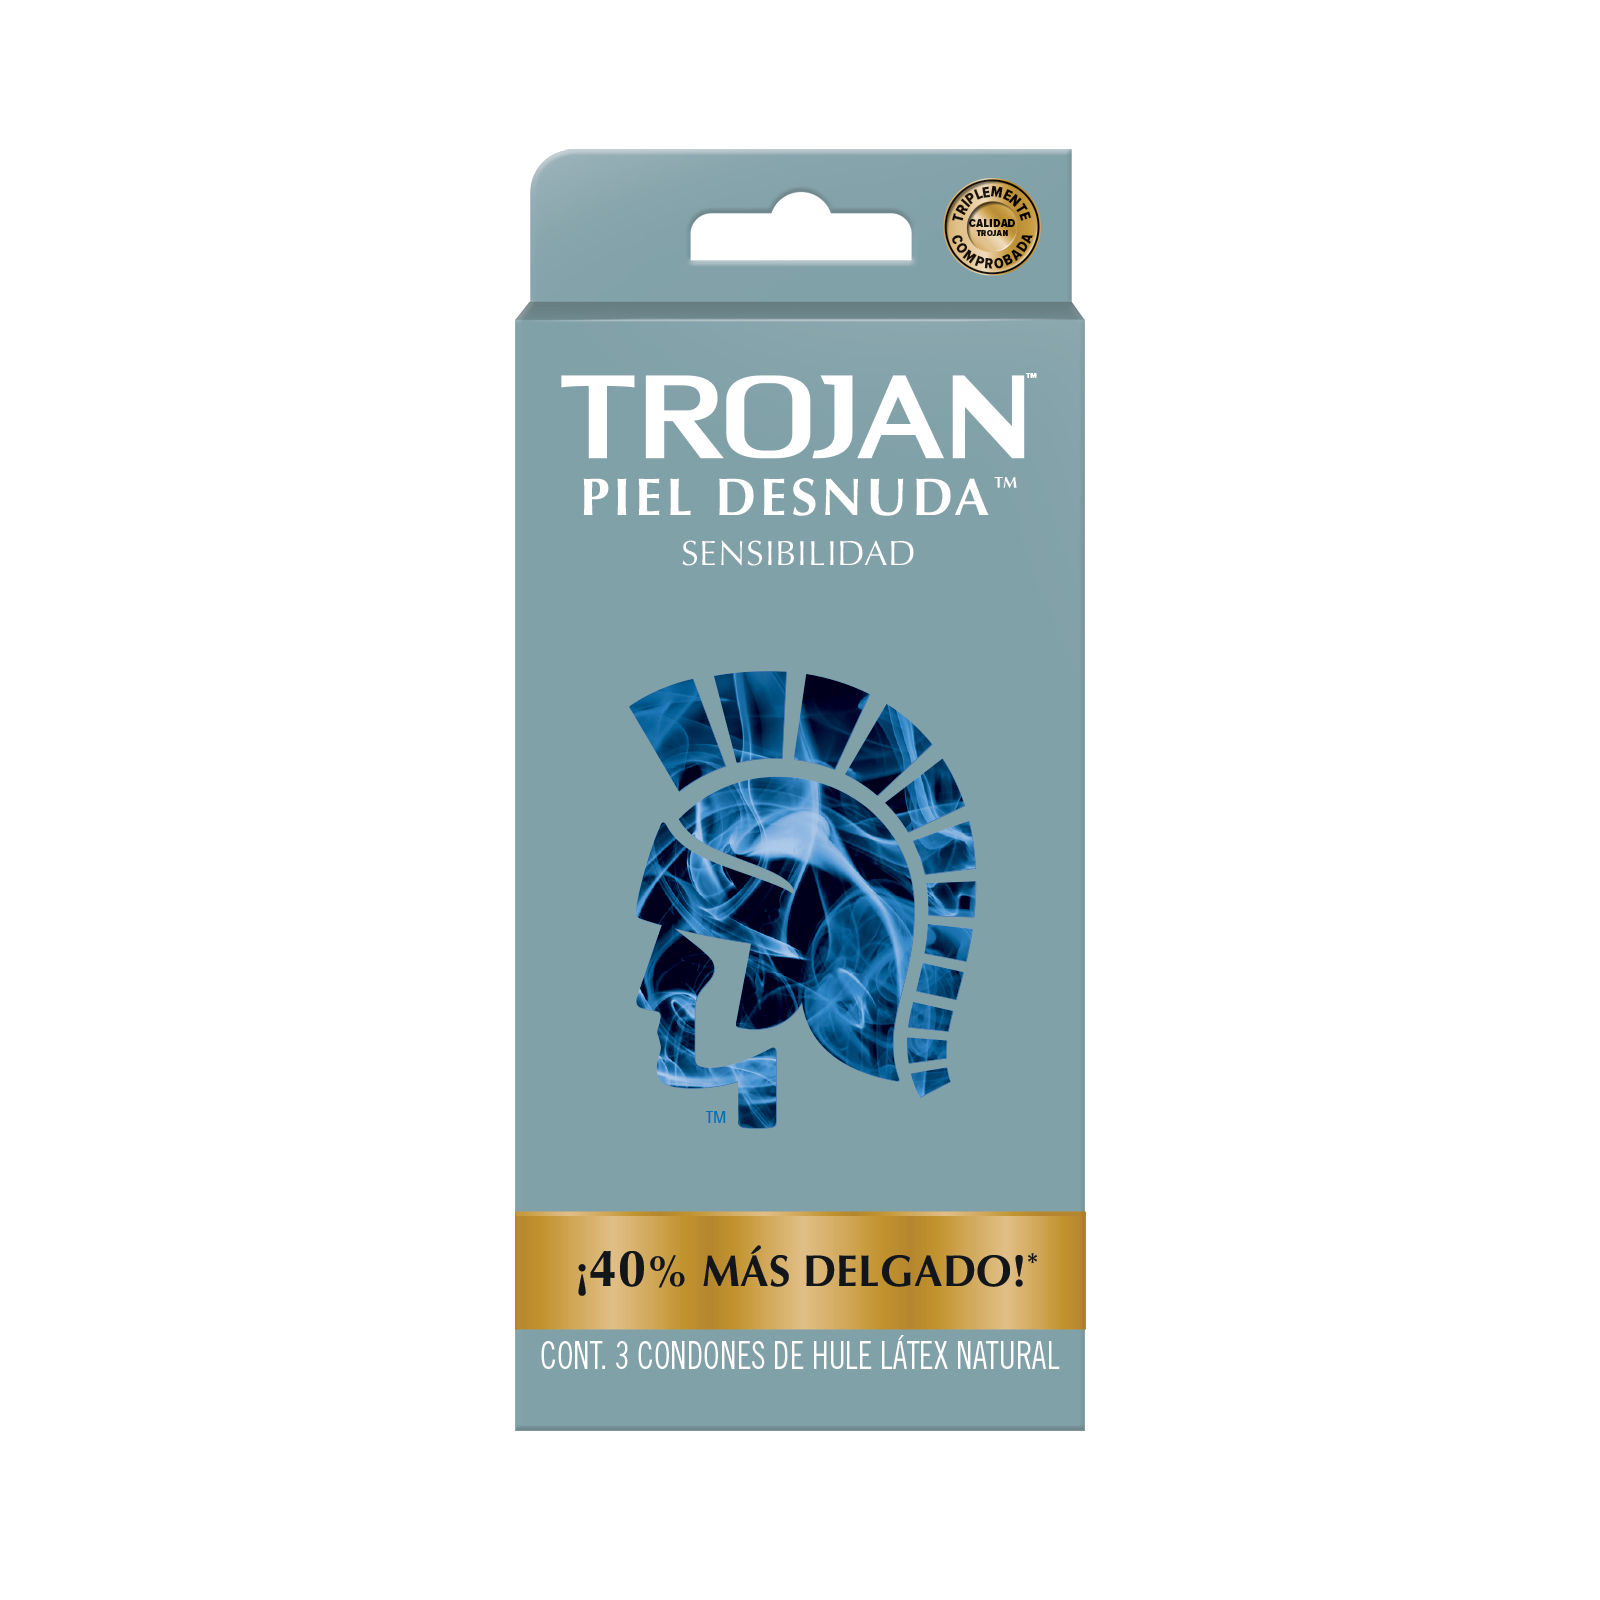 TRIPLEMENTE
CALIDAD
TROJAN
COMPROBADA
TROJAN™
PIEL DESNUDA™
SENSIBILIDAD
TM
¡40% MÁS DELGADO!*
CONT. 3 CONDONES DE HULE LÁTEX NATURAL